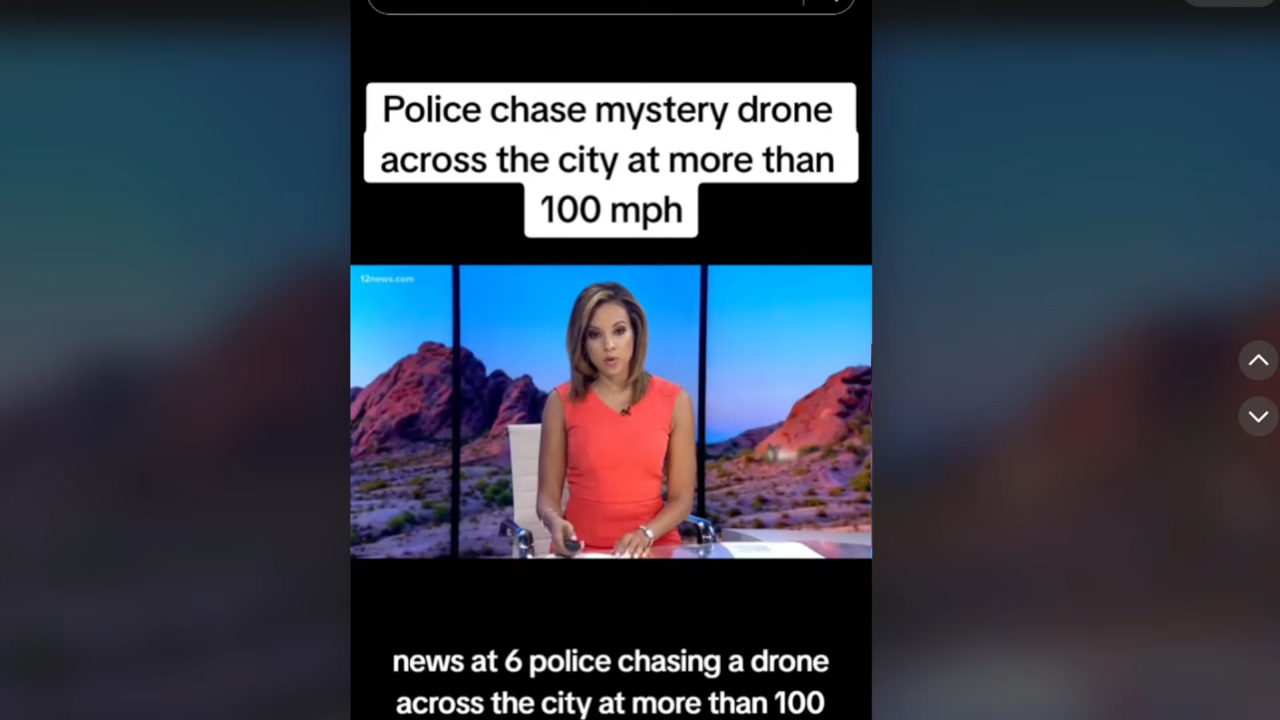 Police chase mystery drone
across the city at more than
100 mph
12news.com
news at 6 police chasing a drone
across the city at more than 100